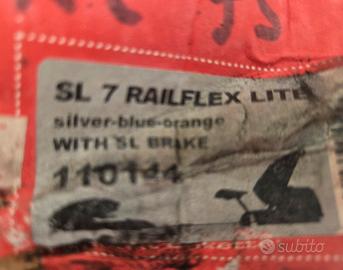 SL 7 RAILFLEX LITE
silver-blue-orange
WITH SL BRAKE
110144
subito